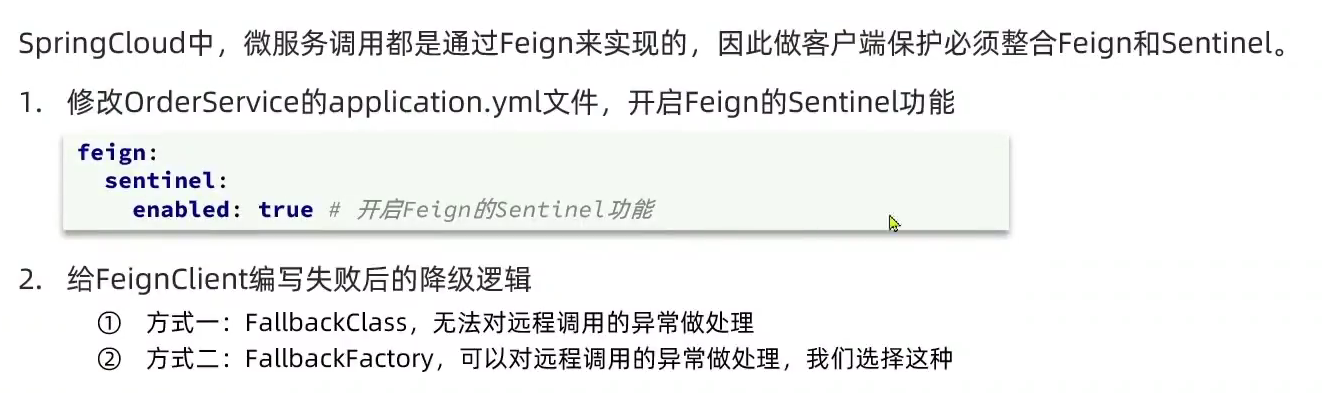 SpringCloud中，微服务调用都是通过Feign来实现的，因此做客户端保护必须整合Feign和Sentinel。
1. 修改OrderService的application.yml文件，开启Feign的Sentinel功能
feign:
  sentinel:
    enabled: true # 开启Feign的Sentinel功能
2. 给FeignClient编写失败后的降级逻辑
① 方式一：FallbackClass，无法对远程调用的异常做处理
② 方式二：FallbackFactory，可以对远程调用的异常做处理，我们选择这种